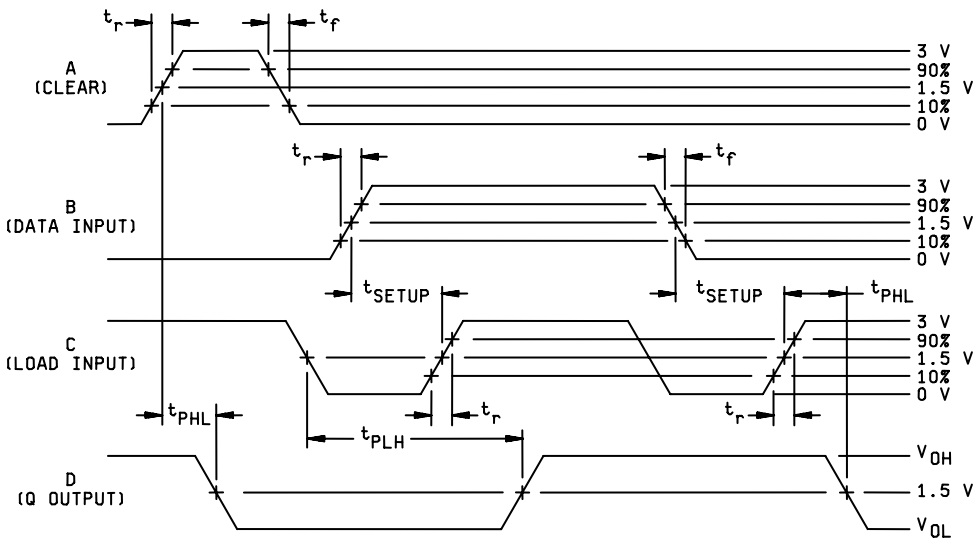 tr
tf
A
(CLEAR)
3 V
90%
1.5 V
10%
0 V
tr
tf
B
(DATA INPUT)
3 V
90%
1.5 V
10%
0 V
tSETUP
tSETUP
tPHL
C
(LOAD INPUT)
3 V
90%
1.5 V
10%
0 V
tPHL
tr
tr
tPLH
D
(Q OUTPUT)
VOH
1.5 V
VOL